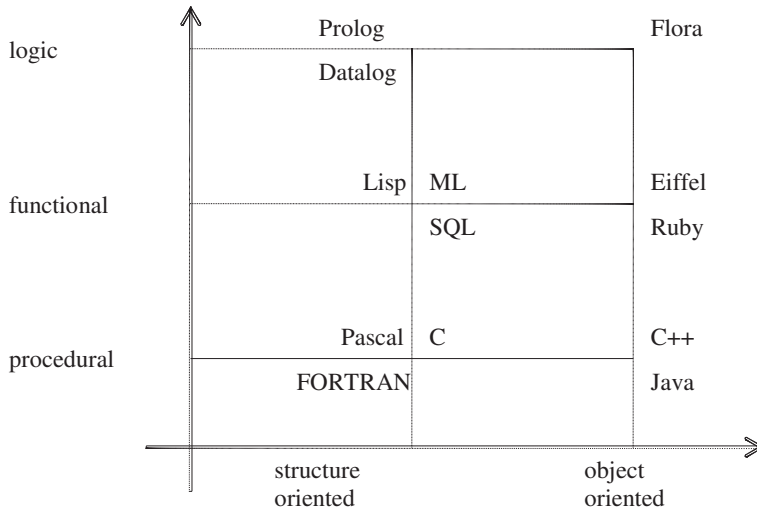 Prolog Flora
logic
Datalog
Lisp ML Eiffel
functional
SQL Ruby
Pascal C C++
procedural
FORTRAN Java
structure oriented
object oriented